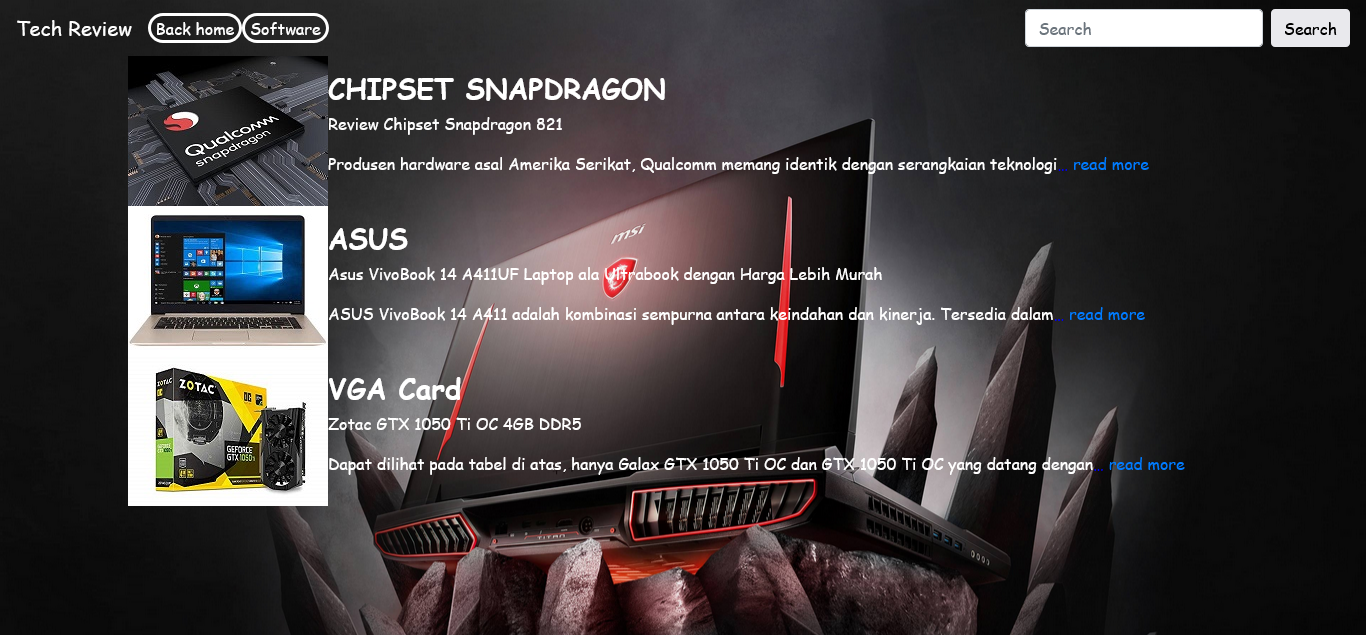 Tech Review
Back home
Software
Search
Search
Qualcomm
snapdragon
CHIPSET SNAPDRAGON
Review Chipset Snapdragon 821
Produsen hardware asal Amerika Serikat, Qualcomm memang identik dengan serangkaian teknologi... read more
ASUS
Asus VivoBook 14 A411UF Laptop ala Ultrabook dengan Harga Lebih Murah
ASUS VivoBook 14 A411 adalah kombinasi sempurna antara keindahan dan kinerja. Tersedia dalam... read more
msi
ZOTAC
GEFORCE
GTX 1050 Ti
VGA Card
Zotac GTX 1050 Ti OC 4GB DDR5
Dapat dilihat pada tabel di atas, hanya Galax GTX 1050 Ti OC dan GTX 1050 Ti OC yang datang dengan... read more
TITAN